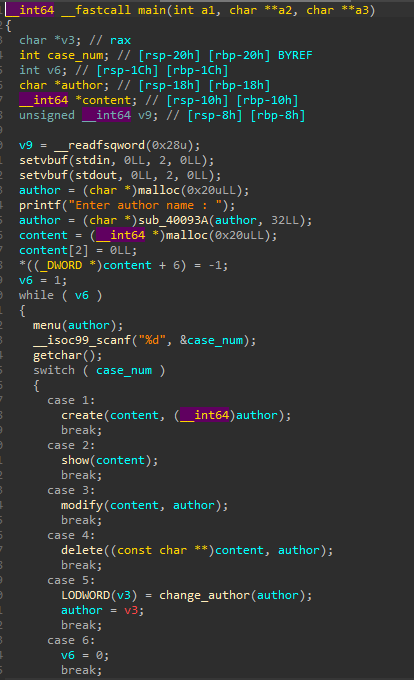 __int64 __fastcall main(int a1, char **a2, char **a3)
{
char *v3; // rax
int case_num; // [rsp-20h] [rbp-20h] BYREF
int v6; // [rsp-1Ch] [rbp-1Ch]
char *author; // [rsp-18h] [rbp-18h]
__int64 *content; // [rsp-10h] [rbp-10h]
unsigned __int64 v9; // [rsp-8h] [rbp-8h]
v9 = __readfsqword(0x28u);
setvbuf(stdin, 0LL, 2, 0LL);
setvbuf(stdout, 0LL, 2, 0LL);
author = (char *)malloc(0x20uLL);
printf("Enter author name : ");
author = (char *)sub_40093A(author, 32LL);
content = (__int64 *)malloc(0x20uLL);
content[2] = 0LL;
*((_DWORD *)content + 6) = -1;
v6 = 1;
while ( v6 )
{
menu(author);
__isoc99_scanf("%d", &case_num);
getchar();
switch ( case_num )
{
case 1:
create(content, (__int64)author);
break;
case 2:
show(content);
break;
case 3:
modify(content, author);
break;
case 4:
delete((const char **)content, author);
break;
case 5:
LODWORD(v3) = change_author(author);
author = v3;
break;
case 6:
v6 = 0;
break;